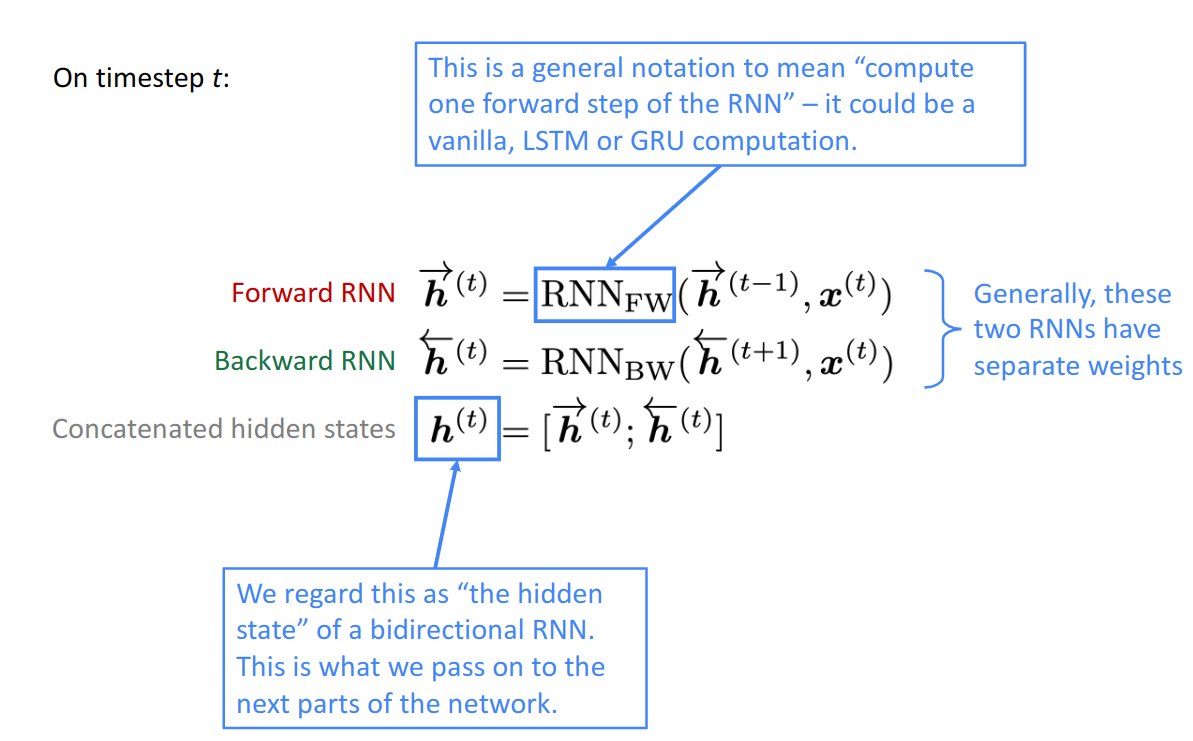 On timestep t:
This is a general notation to mean “compute
one forward step of the RNN” – it could be a
vanilla, LSTM or GRU computation.
Forward RNN $\overrightarrow{\boldsymbol{h}}^{(t)} = \mathrm{RNN_{FW}}(\overrightarrow{\boldsymbol{h}}^{(t-1)}, \boldsymbol{x}^{(t)})$
Backward RNN $\overleftarrow{\boldsymbol{h}}^{(t)} = \mathrm{RNN_{BW}}(\overleftarrow{\boldsymbol{h}}^{(t+1)}, \boldsymbol{x}^{(t)})$
Concatenated hidden states $\boldsymbol{h}^{(t)} = [\overrightarrow{\boldsymbol{h}}^{(t)}; \overleftarrow{\boldsymbol{h}}^{(t)}]$
Generally, these
two RNNs have
separate weights
We regard this as “the hidden
state” of a bidirectional RNN.
This is what we pass on to the
next parts of the network.